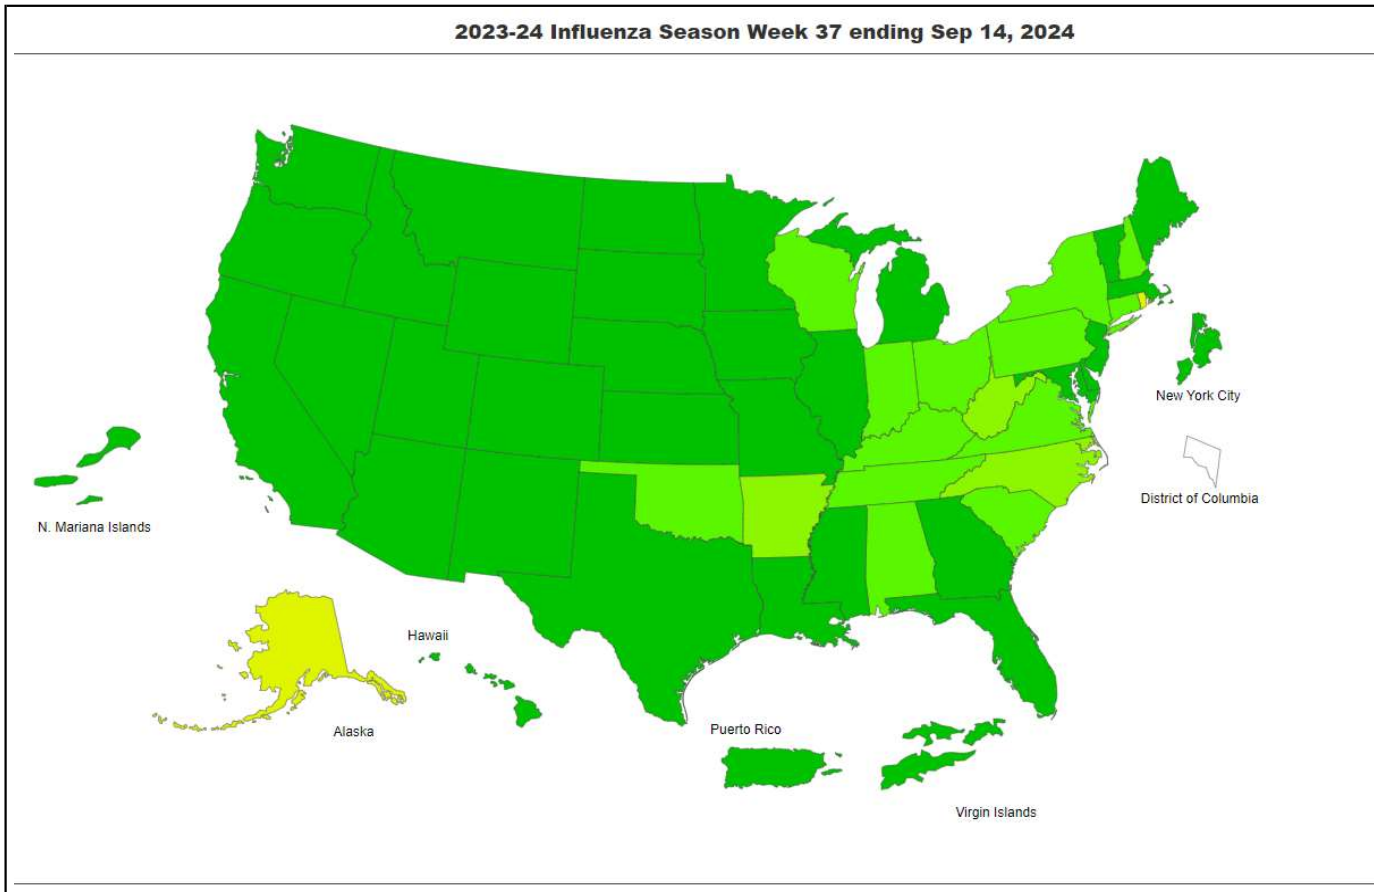 2023-24 Influenza Season Week 37 ending Sep 14, 2024
New York City
District of Columbia
N. Mariana Islands
Hawaii
Alaska
Puerto Rico
Virgin Islands